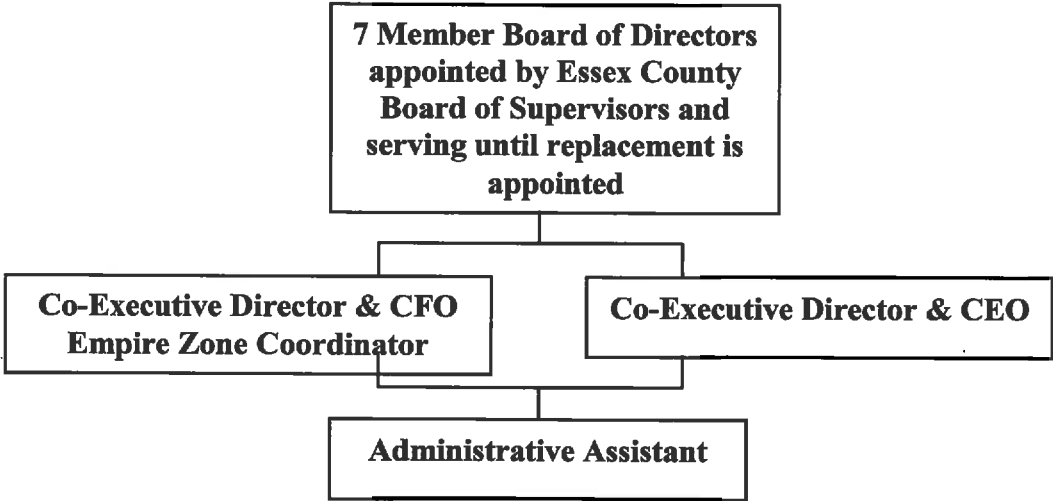 7 Member Board of Directors
appointed by Essex County
Board of Supervisors and
serving until replacement is
appointed
Co-Executive Director & CFO
Empire Zone Coordinator
Co-Executive Director & CEO
Administrative Assistant